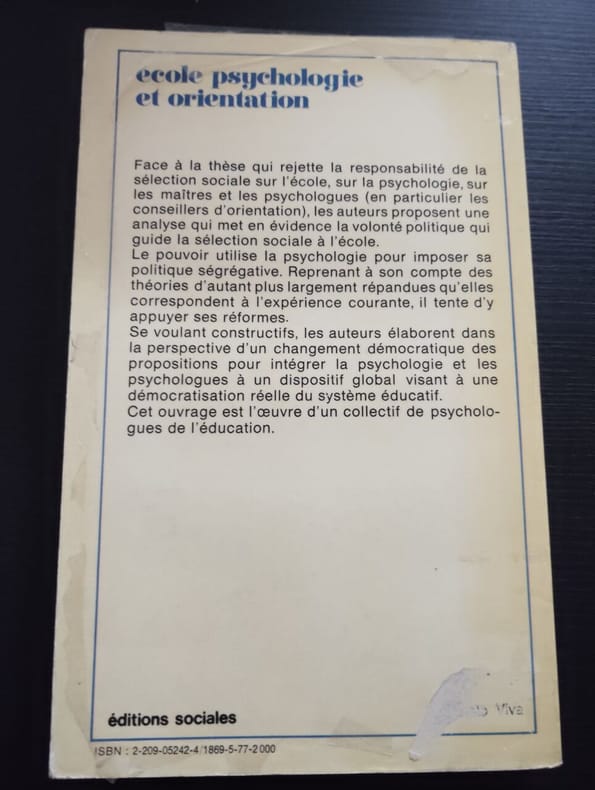 école psychologie
et orientation
Face à la thèse qui rejette la responsabilité de la
sélection sociale sur l'école, sur la psychologie, sur
les maîtres et les psychologues (en particulier les
conseillers d'orientation), les auteurs proposent une
analyse qui met en évidence la volonté politique qui
guide la sélection sociale à l'école.
Le pouvoir utilise la psychologie pour imposer sa
politique ségrégative. Reprenant à son compte des
théories d'autant plus largement répandues qu'elles
correspondent à l'expérience courante, il tente d'y
appuyer ses réformes.
Se voulant constructifs, les auteurs élaborent dans
la perspective d'un changement démocratique des
propositions pour intégrer la psychologie et les
psychologues à un dispositif global visant à une
démocratisation réelle du système éducatif.
Cet ouvrage est l'œuvre d'un collectif de psycholo-
gues de l'éducation.
Viva
éditions sociales
ISBN : 2-209-05242-4/1869-5-77-2 000